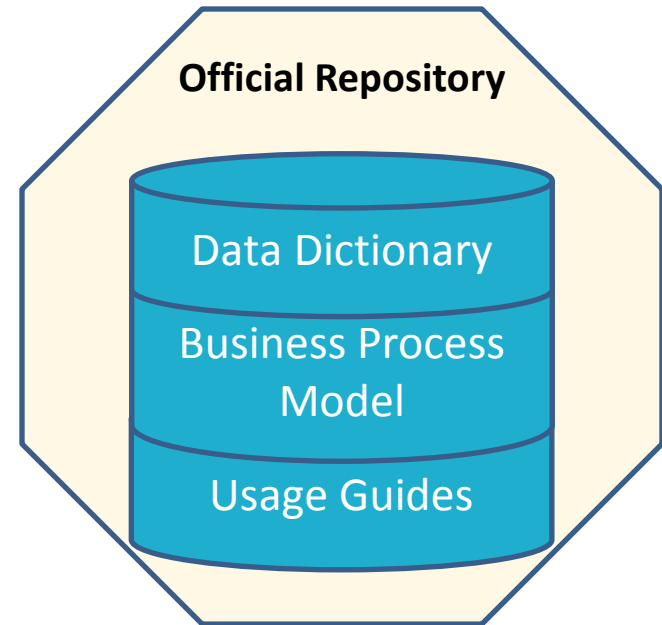 Official Repository
Data Dictionary
Business Process
Model
Usage Guides